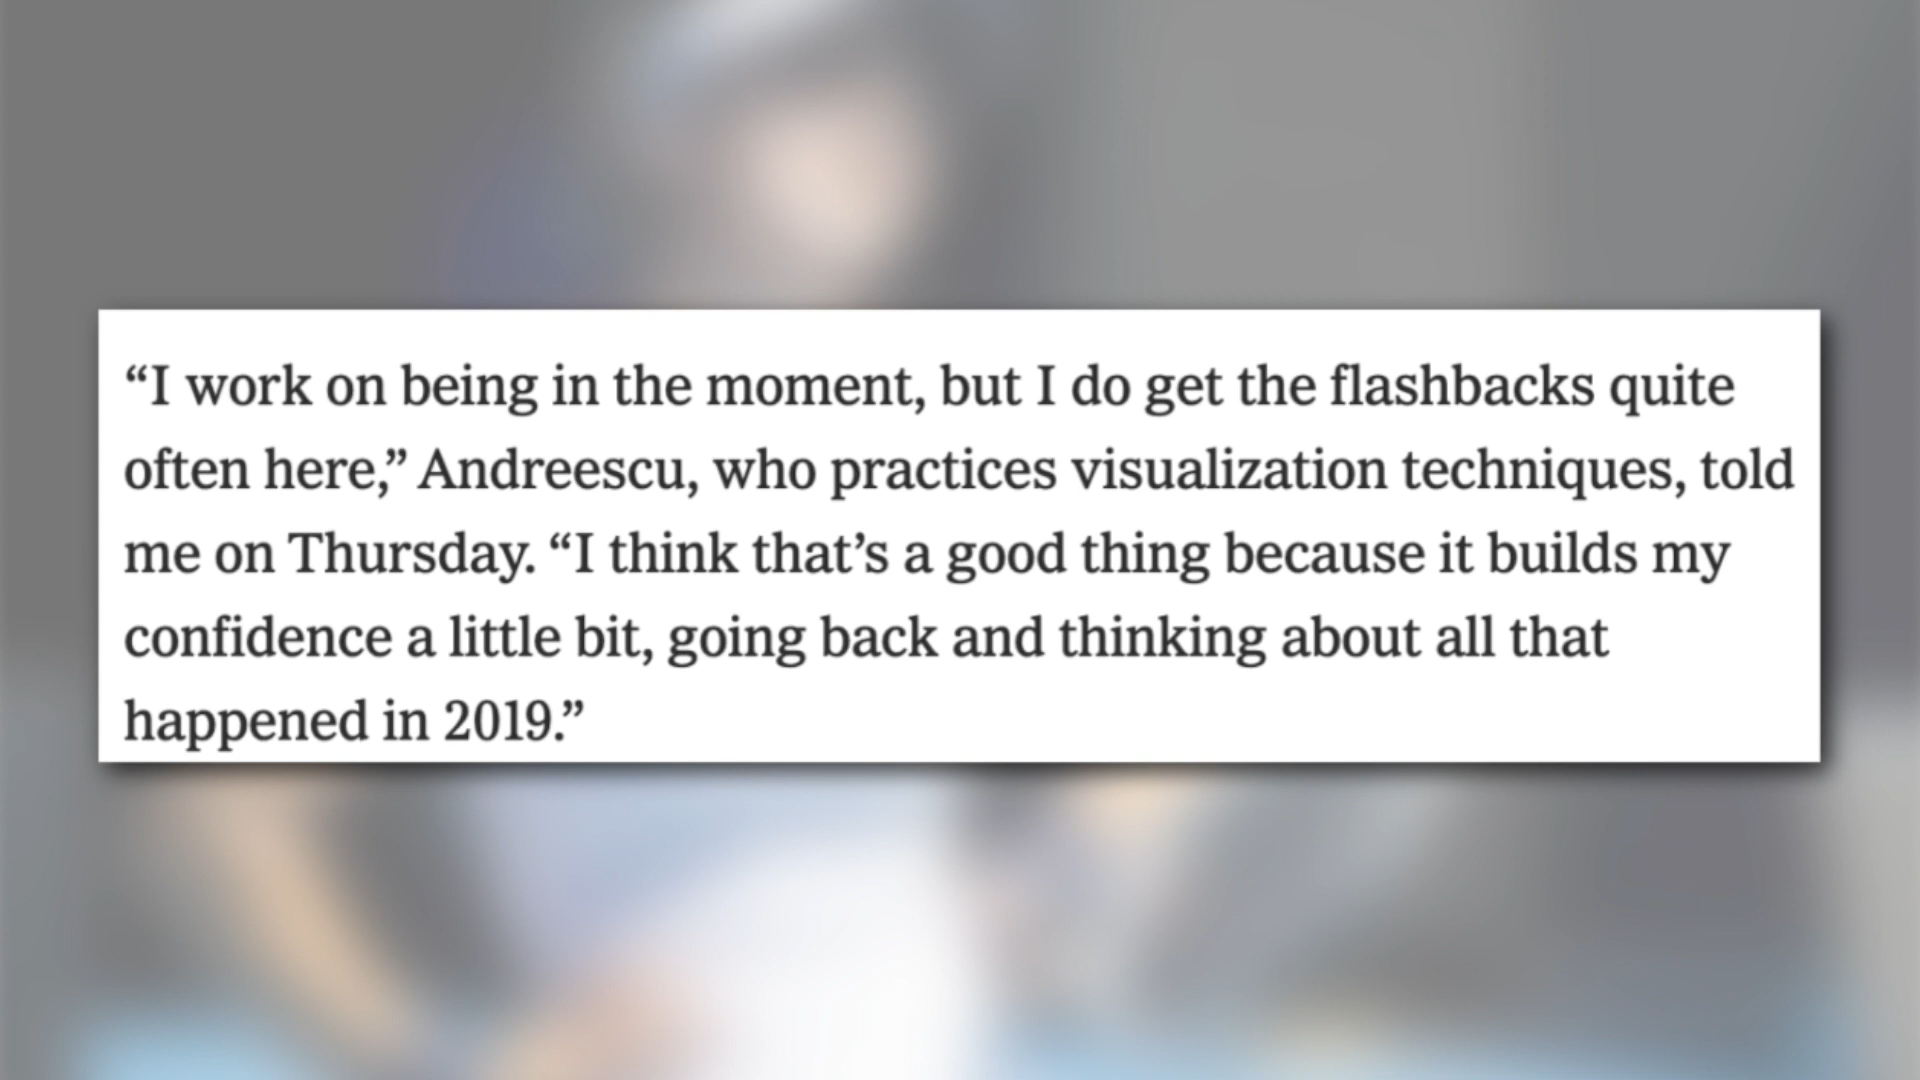 “I work on being in the moment, but I do get the flashbacks quite
often here,” Andreescu, who practices visualization techniques, told
me on Thursday. “I think that’s a good thing because it builds my
confidence a little bit, going back and thinking about all that
happened in 2019.”